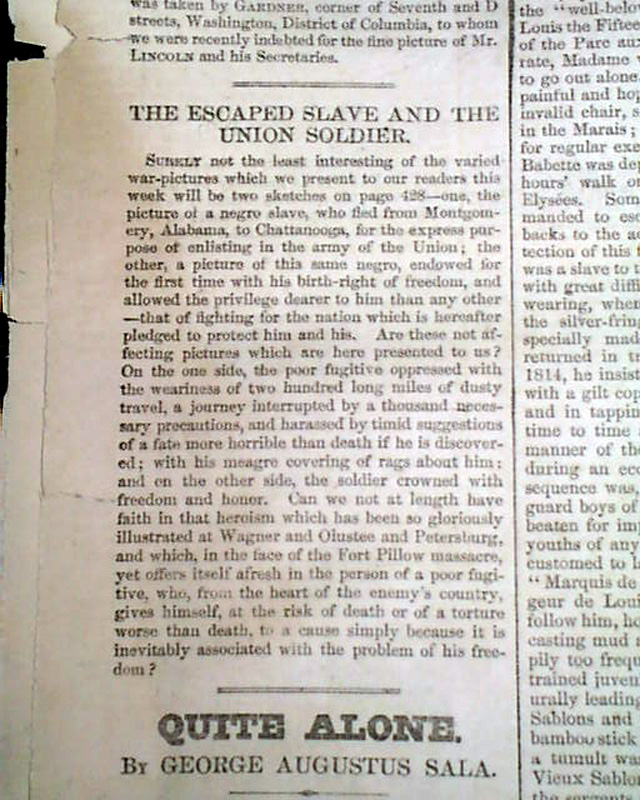 was taken by GARDNER, corner of Seventh and D
streets, Washington, District of Columbia, to whom
we were recently indebted for the fine picture of Mr.
LINCOLN and his Secretaries.
THE ESCAPED SLAVE AND THE
UNION SOLDIER.
SURELY not the least interesting of the varied
war-pictures which we present to our readers this
week will be two sketches on page 428—one, the
picture of a negro slave, who fled from Montgom-
ery, Alabama, to Chattanooga, for the express pur-
pose of enlisting in the army of the Union; the
other, a picture of this same negro, endowed for
the first time with his birth-right of freedom, and
allowed the privilege dearer to him than any other
—that of fighting for the nation which is hereafter
pledged to protect him and his. Are these not af-
fecting pictures which are here presented to us?
On the one side, the poor fugitive oppressed with
the weariness of two hundred long miles of dusty
travel, a journey interrupted by a thousand neces-
sary precautions, and harassed by timid suggestions
of a fate more horrible than death if he is discover-
ed; with his meagre covering of rags about him;
and on the other side, the soldier crowned with
freedom and honor. Can we not at length have
faith in that heroism which has been so gloriously
illustrated at Wagner and Olustee and Petersburg,
and which, in the face of the Fort Pillow massacre,
yet offers itself afresh in the person of a poor fugi-
tive, who, from the heart of the enemy's country,
gives himself, at the risk of death or of a torture
worse than death, to a cause simply because it is
inevitably associated with the problem of his free-
dom?
QUITE ALONE.
BY GEORGE AUGUSTUS SALA.
the "well-belo
Louis the Fifteen
of the Parc aux
rate, Madame
to go out alone.
painful and
invalid chair, s
in the Marais;
for regular exe
Babette was dep
hours' walk
Elysées. Som
manded to es
backs to the
tection of this
was a slave to
with great diffi
wearing, when
the silver-frin
specially mad
returned in
1814, he insist
with a gilt cop
and in tappin
time to time
manner of the
during an ecc
sequence was,
guard boys of
beaten for im
youths of any
customed to
"Marquis de
geur de Loui
follow him, ho
casting mud
pily too frequ
trained juven
urally leading
Sablons and
bamboo stick
a tumult was
Vieux Sablon
the sergents